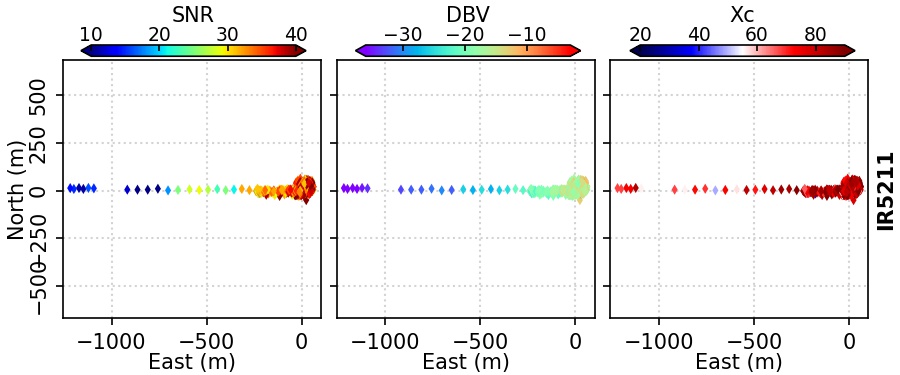 SNR DBV Xc
10 20 30 40 −30 −20 −10 20 40 60 80
500
250
0
−250
−500
North (m)
IR5211
−1000 −500 0 −1000 −500 0 −1000 −500 0
East (m) East (m) East (m)